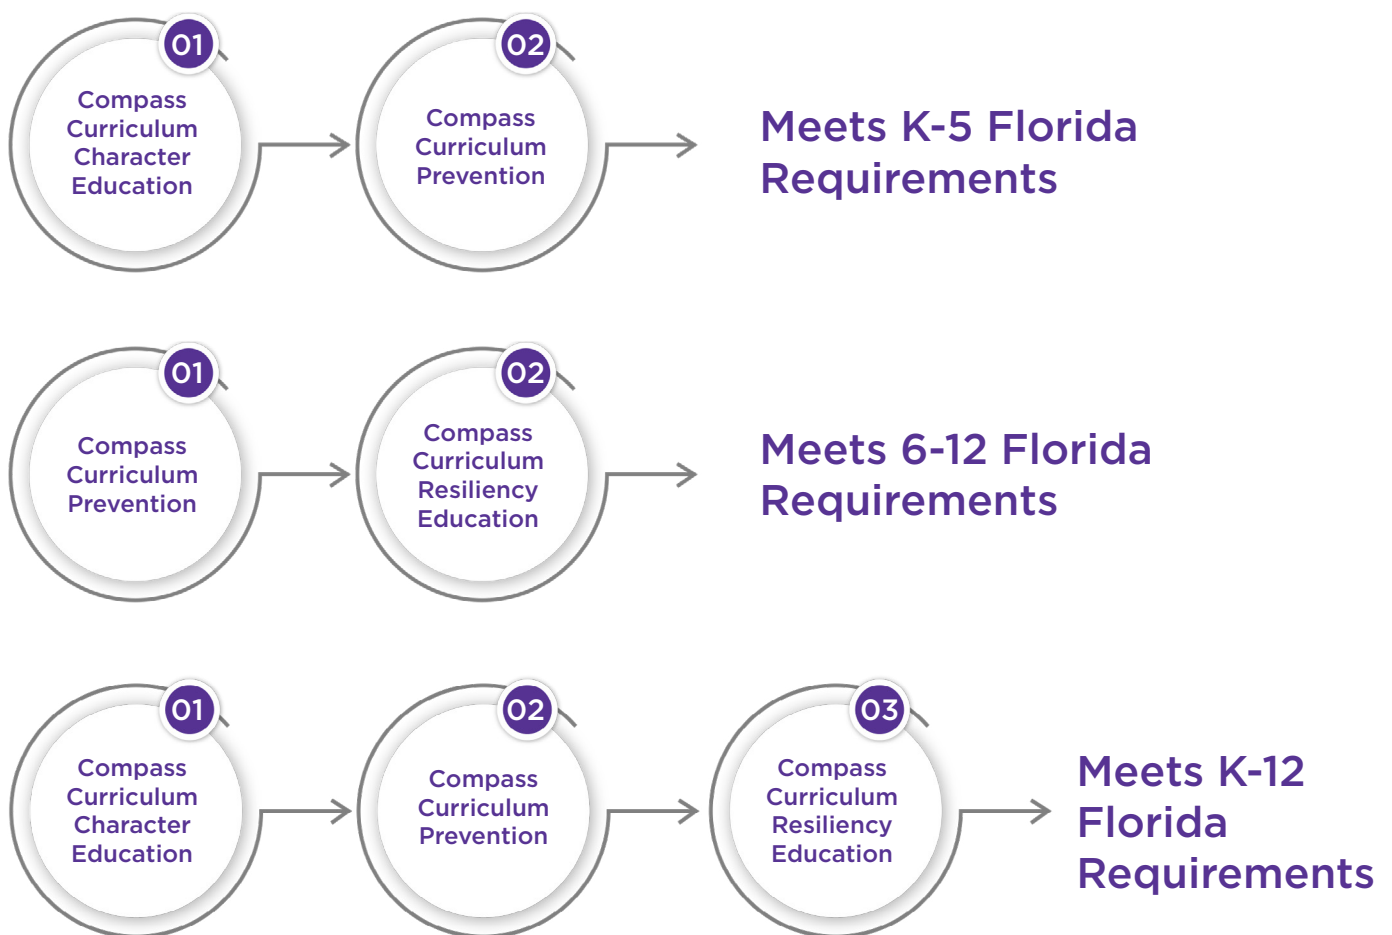 01
Compass
Curriculum
Character
Education
02
Compass
Curriculum
Prevention
Meets K-5 Florida
Requirements
01
Compass
Curriculum
Prevention
02
Compass
Curriculum
Resiliency
Education
Meets 6-12 Florida
Requirements
01
Compass
Curriculum
Character
Education
02
Compass
Curriculum
Prevention
03
Compass
Curriculum
Resiliency
Education
Meets K-12
Florida
Requirements